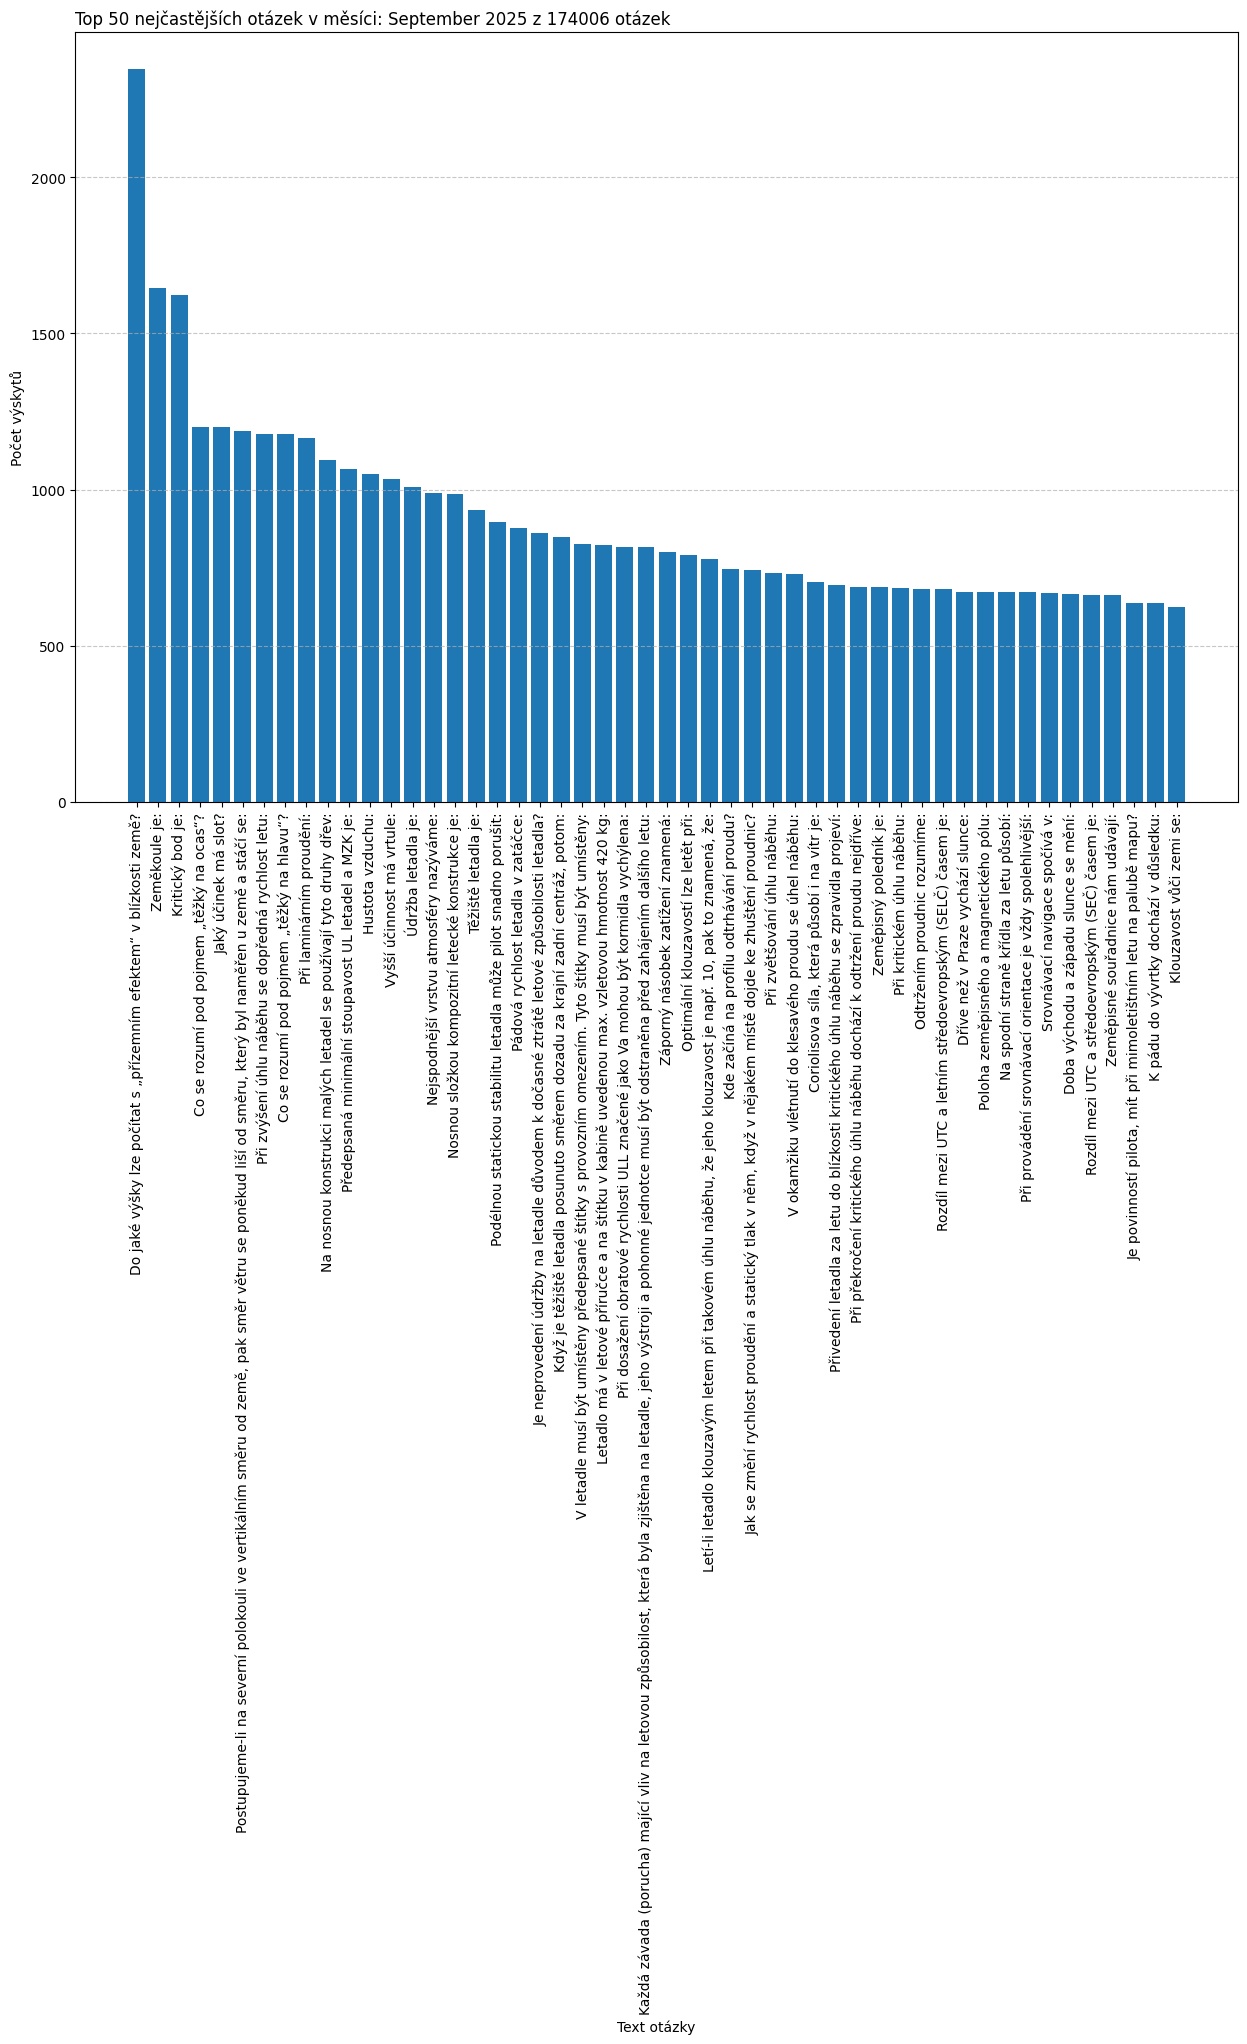 Top 50 nejčastějších otázek v měsíci: September 2025 z 174006 otázek
Počet výskytů
2000
1500
1000
500
0
Do jaké výšky lze počítat s „přízemním efektem“ v blízkosti země?
Zeměkoule je:
Kritický bod je:
Co se rozumí pod pojmem „těžký na ocas“?
Jaký účinek má slot?
Postupujeme-li na severní polokouli ve vertikálním směru od země, pak směr větru se poněkud liší od směru, který byl naměřen u země a stáčí se:
Při zvýšení úhlu náběhu se dopředná rychlost letu:
Co se rozumí pod pojmem „těžký na hlavu“?
Při laminárním proudění:
Na nosnou konstrukci malých letadel se používají tyto druhy dřev:
Předepsaná minimální stoupavost UL letadel a MZK je:
Hustota vzduchu:
Vyšší účinnost má vrtule:
Údržba letadla je:
Nejspodnější vrstvu atmosféry nazýváme:
Nosnou složkou kompozitní letecké konstrukce je:
Těžiště letadla je:
Podélnou statickou stabilitu letadla může pilot snadno porušit:
Pádová rychlost letadla v zatáčce:
Je neprovedení údržby na letadle důvodem k dočasné ztrátě letové způsobilosti letadla?
Když je těžiště letadla posunuto směrem dozadu za krajní zadní centráž, potom:
V letadle musí být umístěny předepsané štítky s provozním omezením. Tyto štítky musí být umístěny:
Letadlo má v letové příručce a na štítku v kabině uvedenou max. vzletovou hmotnost 420 kg:
Při dosažení obratové rychlosti ULL značené jako Va mohou být kormidla vychýlena:
Každá závada (porucha) mající vliv na letovou způsobilost, která byla zjištěna na letadle, jeho výstroji a pohonné jednotce musí být odstraněna před zahájením dalšího letu:
Záporný násobek zatížení znamená:
Optimální klouzavostí lze letět při:
Letí-li letadlo klouzavým letem při takovém úhlu náběhu, že jeho klouzavost je např. 10, pak to znamená, že:
Kde začíná na profilu odtrhávání proudu?
Jak se změní rychlost proudění a statický tlak v něm, když v nějakém místě dojde ke zhuštění proudnic?
Při zvětšování úhlu náběhu:
V okamžiku vlétnutí do klesavého proudu se úhel náběhu:
Coriolisova síla, která působí i na vítr je:
Přivedení letadla za letu do blízkosti kritického úhlu náběhu se zpravidla projeví:
Při překročení kritického úhlu náběhu dochází k odtržení proudu nejdříve:
Zeměpisný poledník je:
Při kritickém úhlu náběhu:
Odtržením proudnic rozumíme:
Rozdíl mezi UTC a letním středoevropským (SELČ) časem je:
Dříve než v Praze vychází slunce:
Poloha zeměpisného a magnetického pólu:
Na spodní straně křídla za letu působí:
Při provádění srovnávací orientace je vždy spolehlivější:
Srovnávací navigace spočívá v:
Doba východu a západu slunce se mění:
Rozdíl mezi UTC a středoevropským (SEČ) časem je:
Zeměpisné souřadnice nám udávají:
Je povinností pilota, mít při mimoletištním letu na palubě mapu?
K pádu do vývrtky dochází v důsledku:
Klouzavost vůči zemi se:
Text otázky